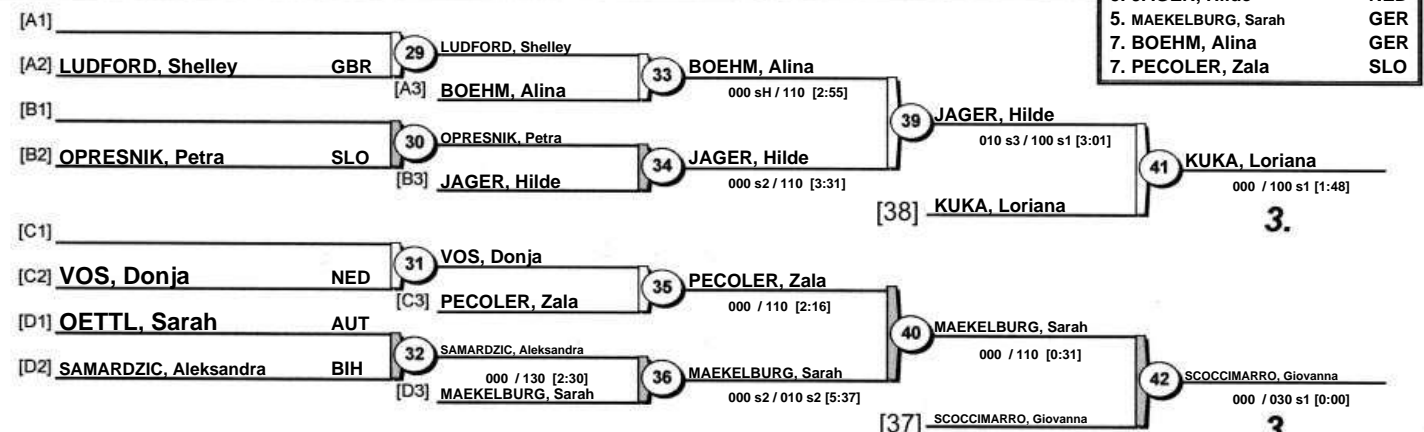 5. MAEKELBURG, Sarah GER
7. BOEHM, Alina GER
7. PECOLER, Zala SLO
[A1]
[A2] LUDFORD, Shelley GBR
29
LUDFORD, Shelley
[A3] BOEHM, Alina
33
BOEHM, Alina
000 sH / 110 [2:55]
[B1]
[B2] OPRESNIK, Petra SLO
30
OPRESNIK, Petra
[B3] JAGER, Hilde
34
JAGER, Hilde
000 s2 / 110 [3:31]
39
JAGER, Hilde
010 s3 / 100 s1 [3:01]
[38] KUKA, Loriana
41
KUKA, Loriana
000 / 100 s1 [1:48]
3.
[C1]
[C2] VOS, Donja NED
31
VOS, Donja
[C3] PECOLER, Zala
35
PECOLER, Zala
000 / 110 [2:16]
[D1] OETTL, Sarah AUT
[D2] SAMARDZIC, Aleksandra BIH
32
SAMARDZIC, Aleksandra
000 / 130 [2:30]
[D3] MAEKELBURG, Sarah
36
MAEKELBURG, Sarah
000 s2 / 010 s2 [5:37]
40
MAEKELBURG, Sarah
000 / 110 [0:31]
[37] SCOCCIMARRO, Giovanna
42
SCOCCIMARRO, Giovanna
000 / 030 s1 [0:00]
3